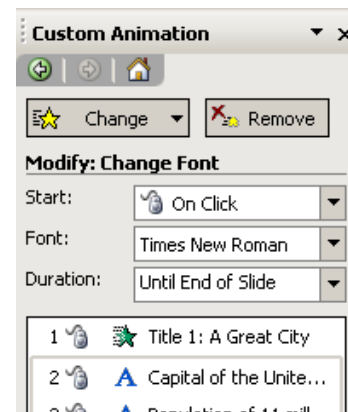 Custom Animation
Change Remove
Modify: Change Font
Start: On Click
Font: Times New Roman
Duration: Until End of Slide
1 Title 1: A Great City
2 Capital of the Unite...